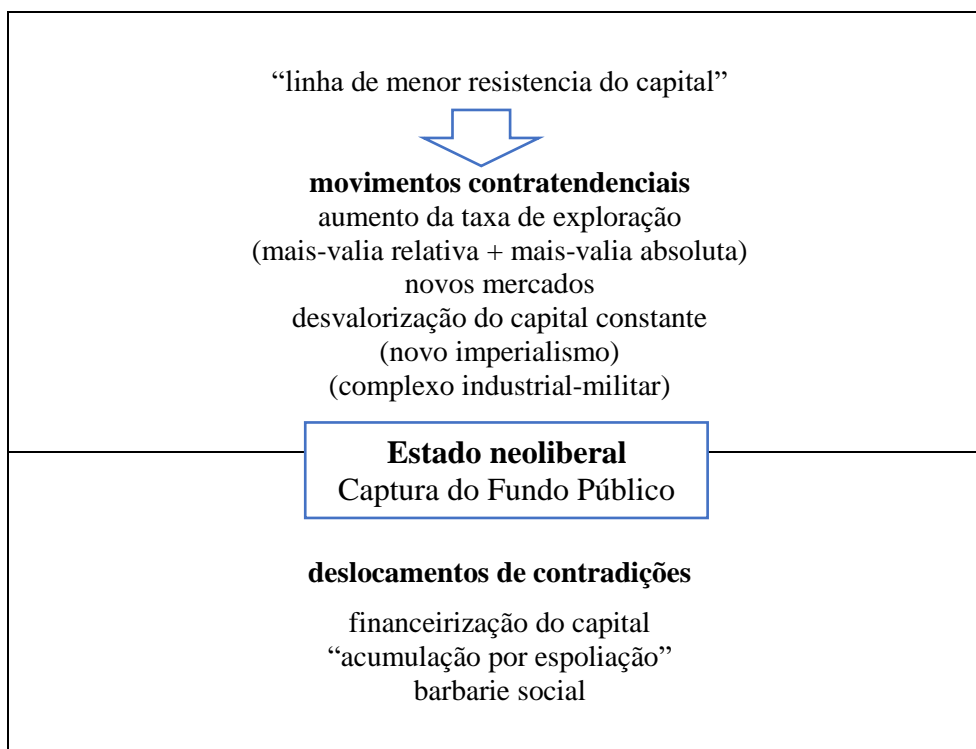 “linha de menor resistencia do capital”
movimentos contratendenciais
aumento da taxa de exploração
(mais-valia relativa + mais-valia absoluta)
novos mercados
desvalorização do capital constante
(novo imperialismo)
(complexo industrial-militar)
Estado neoliberal
Captura do Fundo Público
deslocamentos de contradições
financeirização do capital
“acumulação por espoliação”
barbarie social